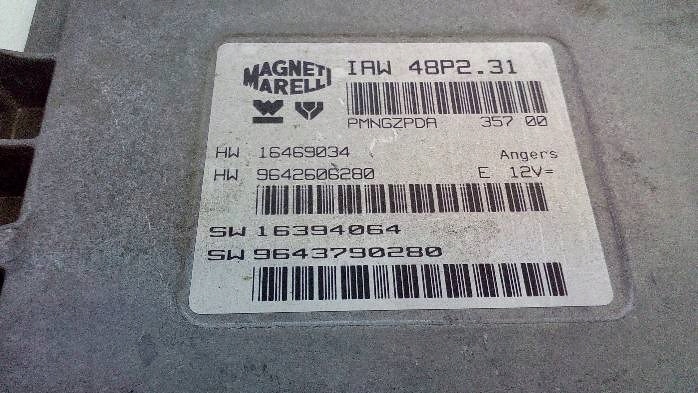 MAGNETI MARELLI
IAW 48P2.31
PMNGZPDA 357 00
HW 16469034 Angers
HW 9642606280 E 12V=
SW 16394064
SW 9643790280